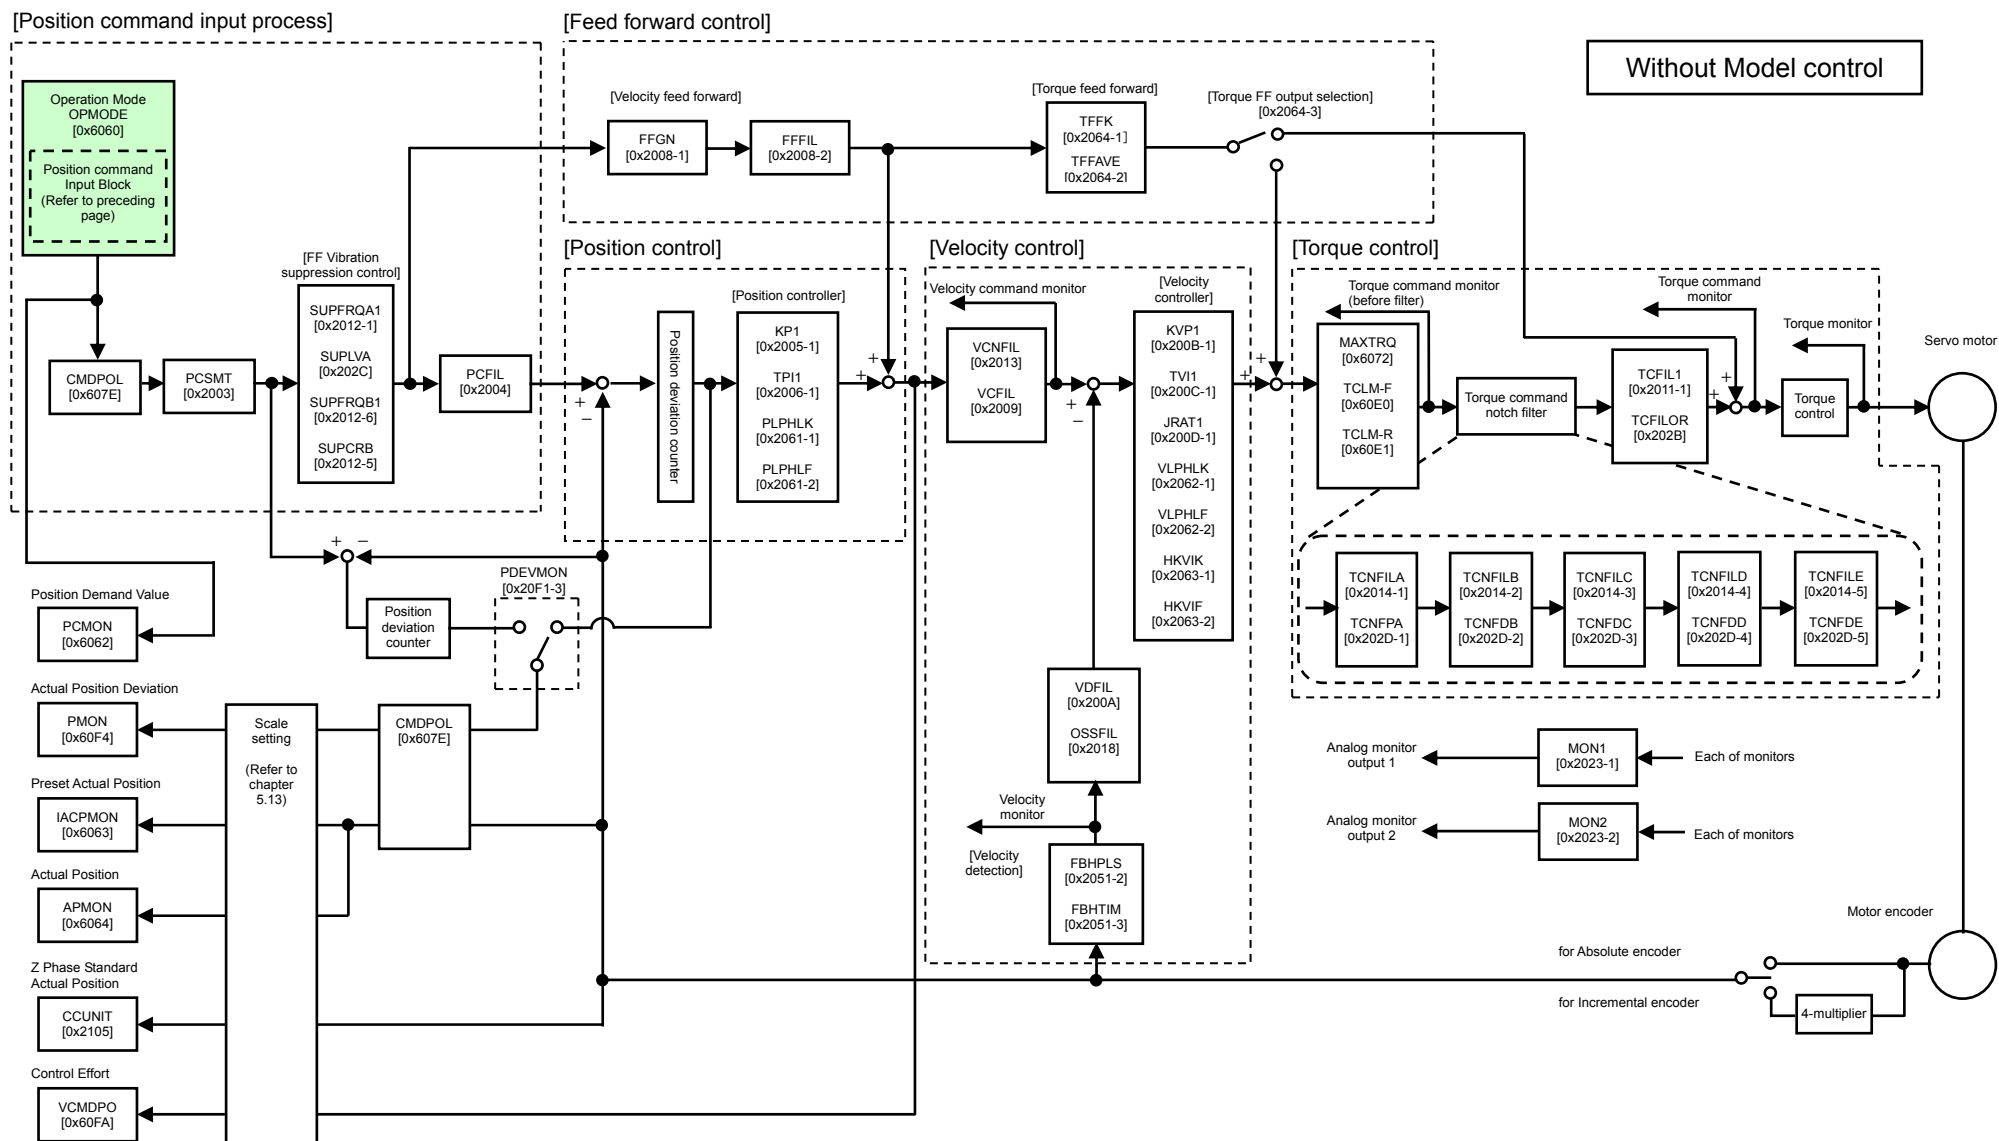 [Position command input process]
[Feed forward control]
Without Model control
Operation Mode
OPMODE
[0x6060]
Position command
Input Block
(Refer to preceding
page)
[Velocity feed forward]
FFGN
[0x2008-1]
FFFIL
[0x2008-2]
[Torque feed forward]
TFFK
[0x2064-1]
TFFAVE
[0x2064-2]
[Torque FF output selection]
[0x2064-3]
[FF Vibration
suppression control]
SUPFRQA1
[0x2012-1]
SUPLVA
[0x202C]
SUPFRQB1
[0x2012-6]
SUPCRB
[0x2012-5]
CMDPOL
[0x607E]
PCSMT
[0x2003]
PCFIL
[0x2004]
[Position control]
+
−
Position deviation counter
[Position controller]
KP1
[0x2005-1]
TPI1
[0x2006-1]
PLPHLK
[0x2061-1]
PLPHLF
[0x2061-2]
+
+
[Velocity control]
Velocity command monitor
VCNFIL
[0x2013]
VCFIL
[0x2009]
+
−
[Velocity
controller]
KVP1
[0x200B-1]
TVI1
[0x200C-1]
JRAT1
[0x200D-1]
VLPHLK
[0x2062-1]
VLPHLF
[0x2062-2]
HKVIK
[0x2063-1]
HKVIF
[0x2063-2]
+
+
[Torque control]
Torque command monitor
(before filter)
MAXTRQ
[0x6072]
TCLM-F
[0x60E0]
TCLM-R
[0x60E1]
Torque command
notch filter
Torque command
monitor
TCFIL1
[0x2011-1]
TCFILOR
[0x202B]
+
+
Torque monitor
Torque
control
Servo motor
TCNFILA
[0x2014-1]
TCNFPA
[0x202D-1]
TCNFILB
[0x2014-2]
TCNFDB
[0x202D-2]
TCNFILC
[0x2014-3]
TCNFDC
[0x202D-3]
TCNFILD
[0x2014-4]
TCNFDD
[0x202D-4]
TCNFILE
[0x2014-5]
TCNFDE
[0x202D-5]
+ −
PDEVMON
[0x20F1-3]
Position
deviation
counter
Position Demand Value
PCMON
[0x6062]
Actual Position Deviation
PMON
[0x60F4]
Scale
setting
(Refer to
chapter
5.13)
CMDPOL
[0x607E]
Preset Actual Position
IACPMON
[0x6063]
Actual Position
APMON
[0x6064]
Z Phase Standard
Actual Position
CCUNIT
[0x2105]
Control Effort
VCMDPO
[0x60FA]
VDFIL
[0x200A]
OSSFIL
[0x2018]
Velocity
monitor
[Velocity
detection]
FBHPLS
[0x2051-2]
FBHTIM
[0x2051-3]
Analog monitor
output 1
MON1
[0x2023-1]
Each of monitors
Analog monitor
output 2
MON2
[0x2023-2]
Each of monitors
Motor encoder
for Absolute encoder
for Incremental encoder
4-multiplier